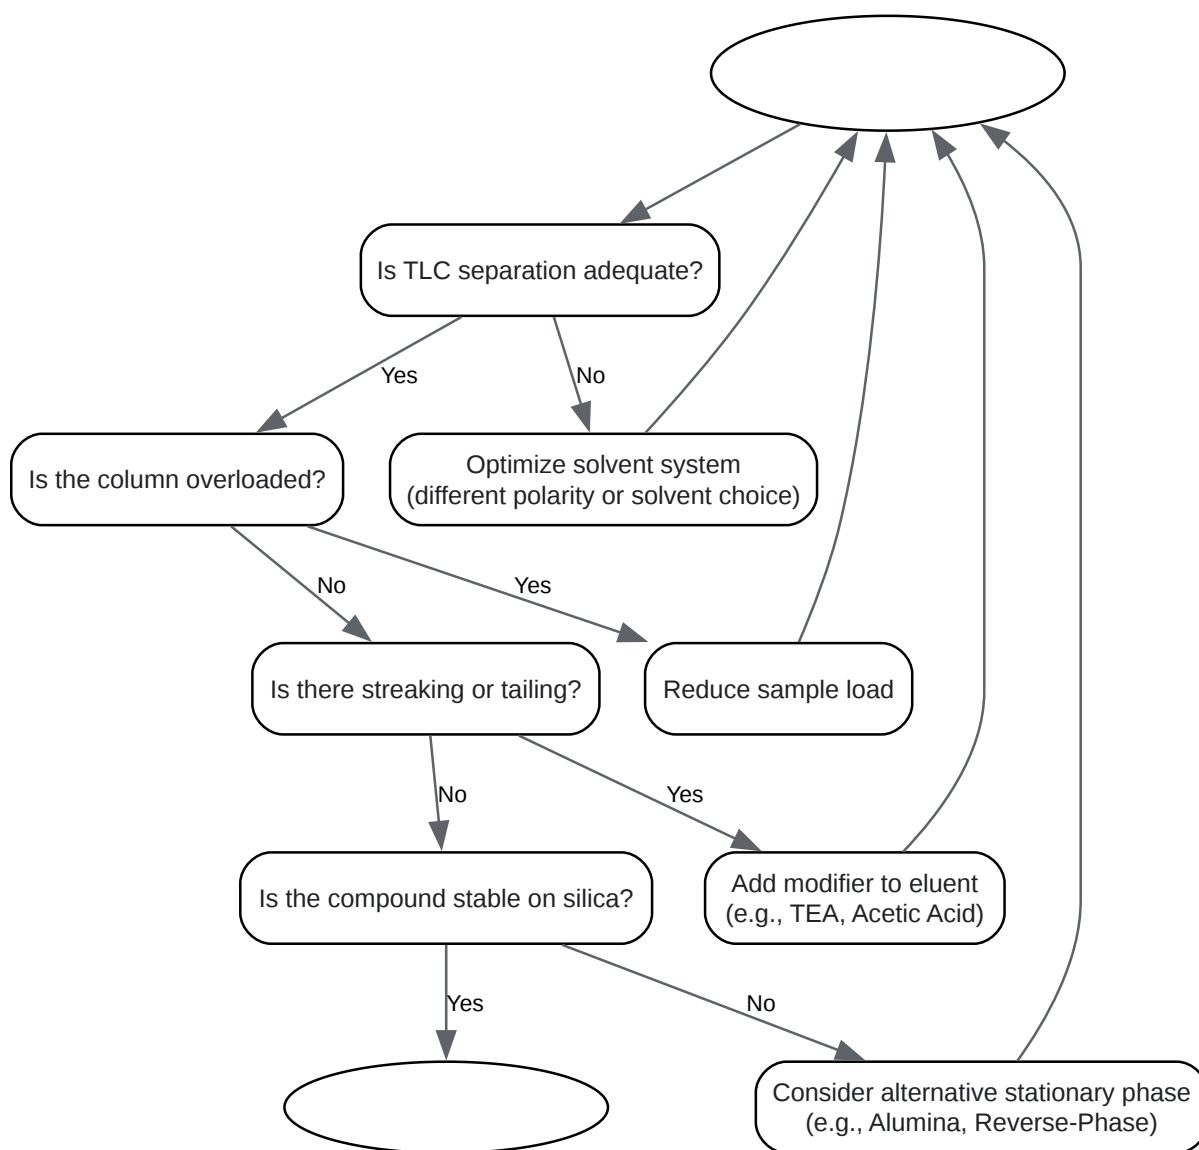 Is TLC separation adequate?
Yes
No
Is the column overloaded?
Optimize solvent system
(different polarity or solvent choice)
No
Yes
Is there streaking or tailing?
Reduce sample load
No
Yes
Is the compound stable on silica?
Add modifier to eluent
(e.g., TEA, Acetic Acid)
Yes
No
Consider alternative stationary phase
(e.g., Alumina, Reverse-Phase)